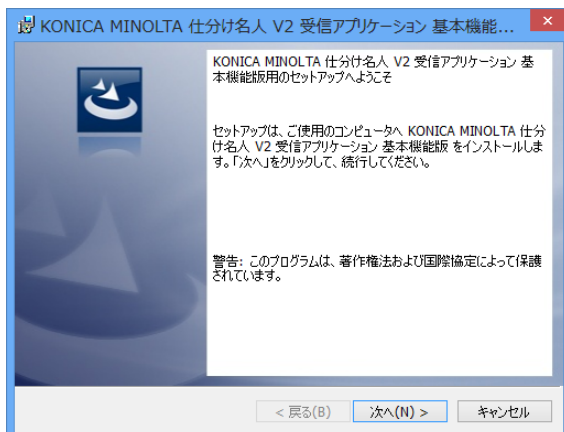 KONICA MINOLTA 仕分け名人 V2 受信アプリケーション 基本機能...
KONICA MINOLTA 仕分け名人 V2 受信アプリケーション 基
本機能版用のセットアップへようこそ
セットアップは、ご使用のコンピュータへ KONICA MINOLTA 仕分
け名人 V2 受信アプリケーション 基本機能版 をインストールしま
す。「次へ」をクリックして、続行してください。
警告: このプログラムは、著作権法および国際協定によって保護
されています。
< 戻る(B)
次へ(N) >
キャンセル